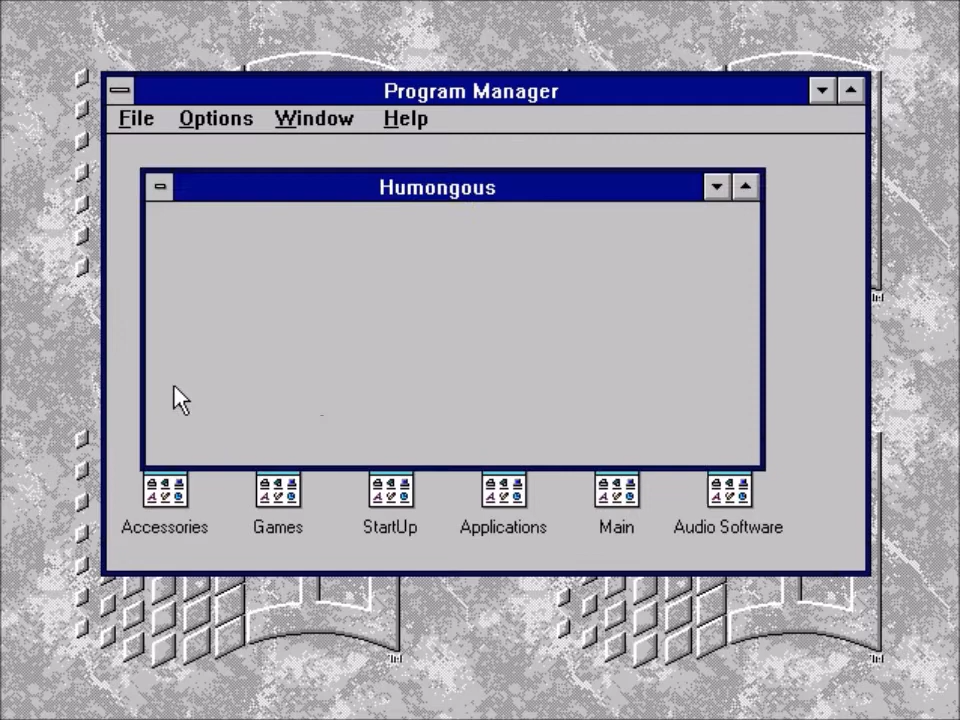 Program Manager
File Options Window Help
Humongous
Accessories Games StartUp Applications Main Audio Software